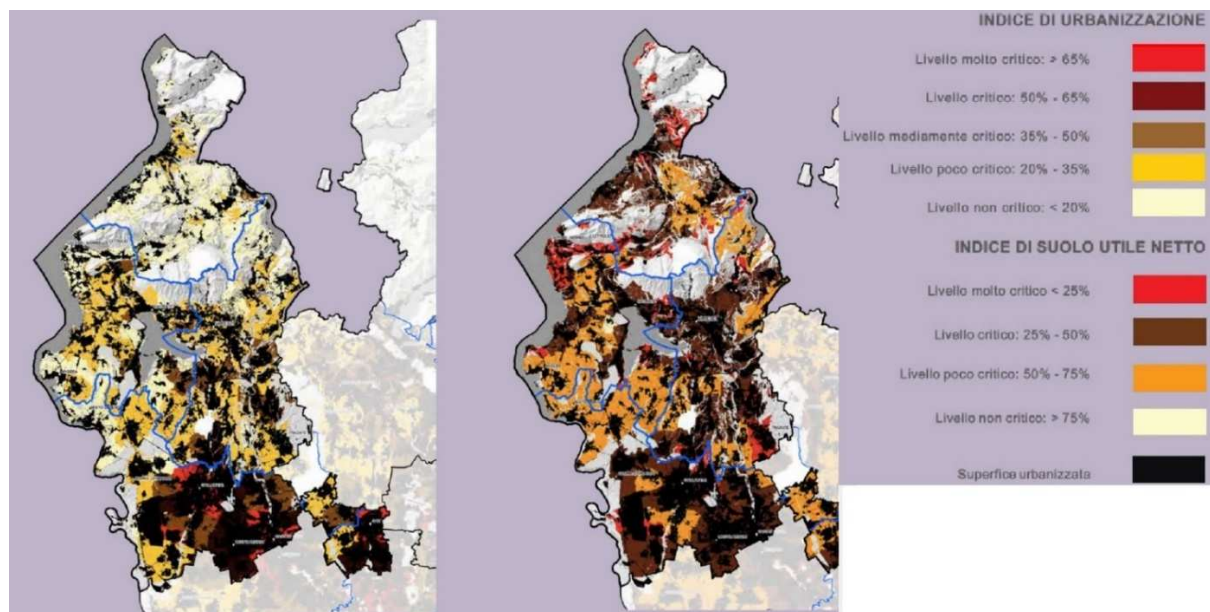 INDICE DI URBANIZZAZIONE
Livello molto critico: > 65%
Livello critico: 50% - 65%
Livello mediamente critico: 35% - 50%
Livello poco critico: 20% - 35%
Livello non critico: < 20%
INDICE DI SUOLO UTILE NETTO
Livello molto critico < 25%
Livello critico: 25% - 50%
Livello poco critico: 50% - 75%
Livello non critico: > 75%
Superfice urbanizzata